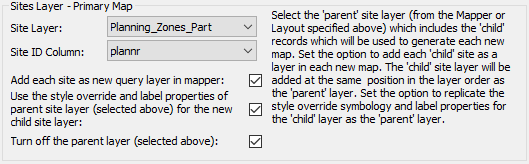 Sites Layer - Primary Map
Site Layer:
Planning_Zones_Part
Site ID Column:
plannr
Add each site as new query layer in mapper:
Use the style override and label properties of
parent site layer (selected above) for the new
child site layer:
Turn off the parent layer (selected above):
Select the 'parent' site layer (from the Mapper or
Layout specified above) which includes the 'child'
records which will be used to generate each new
map. Set the option to add each 'child' site as a
layer in each new map. The 'child' site layer will
be added at the same  position in the layer order as
the 'parent' layer. Set the option to replicate the
style override symbology and label properties for
the 'child' layer as the 'parent' layer.